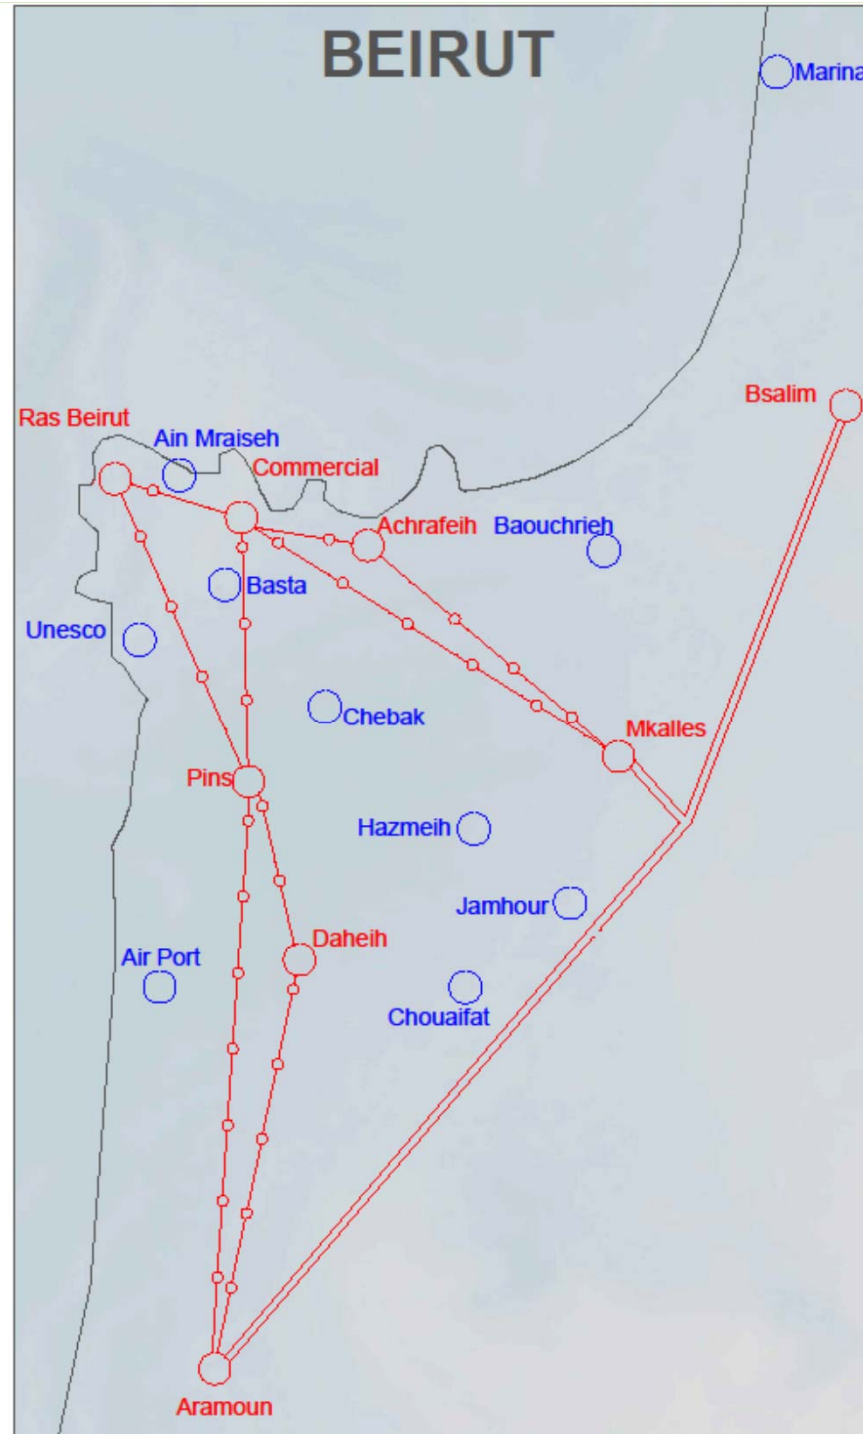 BEIRUT
Marina
Bsalim
Ras Beirut
Ain Mraiseh
Commercial
Achrafeih
Baouchrieh
Basta
Unesco
Chebak
Mkalles
Pins
Hazmeih
Jamhour
Daheih
Air Port
Chouaifat
Aramoun